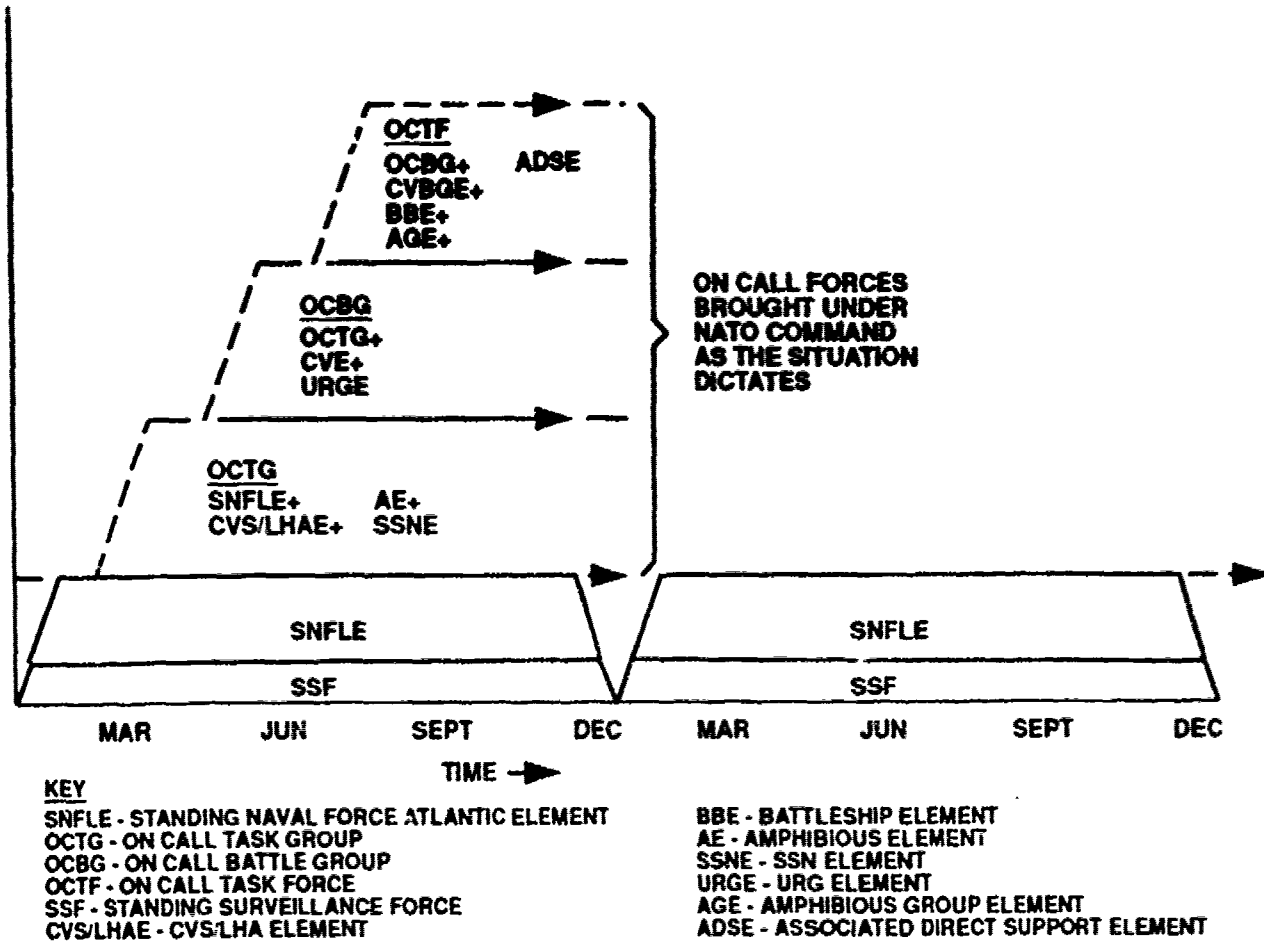 OCTF
OCBG+ ADSE
CVBGE+
BBE+
AGE+
OCBG
OCTG+
CVE+
URGE
ON CALL FORCES
BROUGHT UNDER
NATO COMMAND
AS THE SITUATION
DICTATES
OCTG
SNFLE+ AE+
CVS/LHAE+ SSNE
SNFLE SNFLE
SSF SSF
MAR JUN SEPT DEC MAR JUN SEPT DEC
TIME
KEY
SNFLE - STANDING NAVAL FORCE ATLANTIC ELEMENT
OCTG - ON CALL TASK GROUP
OCBG - ON CALL BATTLE GROUP
OCTF - ON CALL TASK FORCE
SSF - STANDING SURVEILLANCE FORCE
CVS/LHAE - CVS/LHA ELEMENT
BBE - BATTLESHIP ELEMENT
AE - AMPHIBIOUS ELEMENT
SSNE - SSN ELEMENT
URGE - URG ELEMENT
AGE - AMPHIBIOUS GROUP ELEMENT
ADSE - ASSOCIATED DIRECT SUPPORT ELEMENT